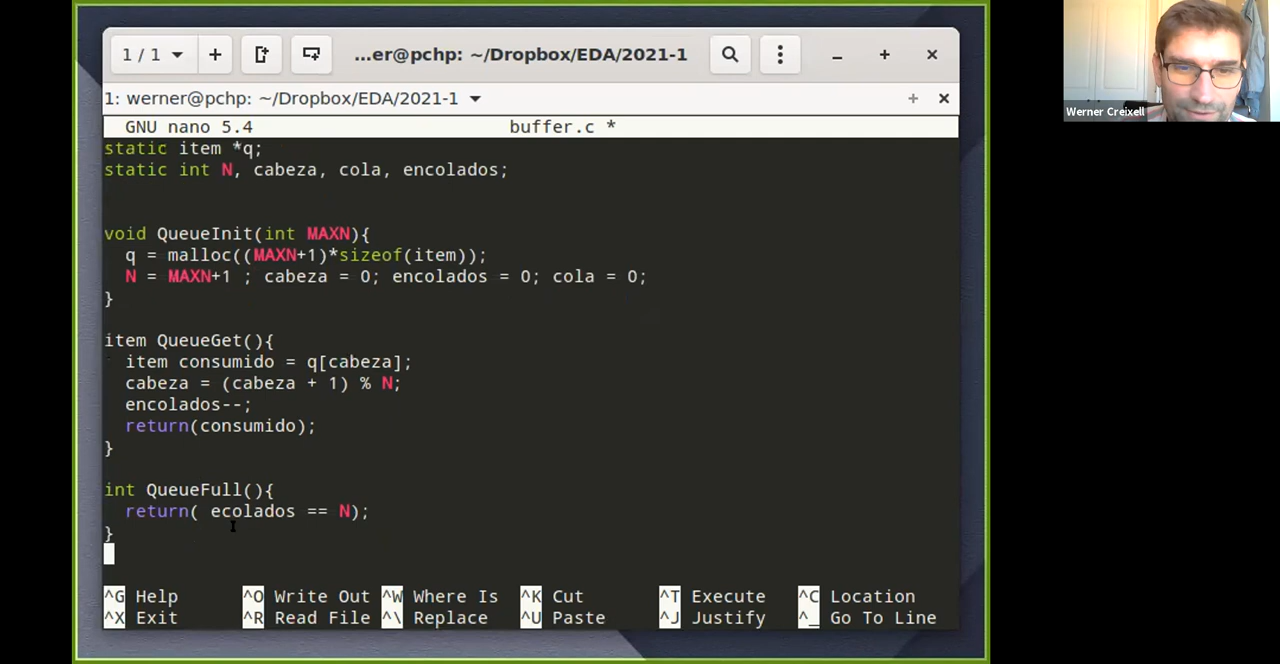 1 / 1
...er@pchp: ~/Dropbox/EDA/2021-1
1: werner@pchp: ~/Dropbox/EDA/2021-1
GNU nano 5.4 buffer.c *
static item *q;
static int N, cabeza, cola, encolados;
void QueueInit(int MAXN){
q = malloc((MAXN+1)*sizeof(item));
N = MAXN+1 ; cabeza = 0; encolados = 0; cola = 0;
}
item QueueGet(){
item consumido = q[cabeza];
cabeza = (cabeza + 1) % N;
encolados--;
return(consumido);
}
int QueueFull(){
return( ecolados == N);
}
^G Help ^O Write Out ^W Where Is ^K Cut ^T Execute ^C Location
^X Exit ^R Read File ^\ Replace ^U Paste ^J Justify ^_ Go To Line
Werner Creixell